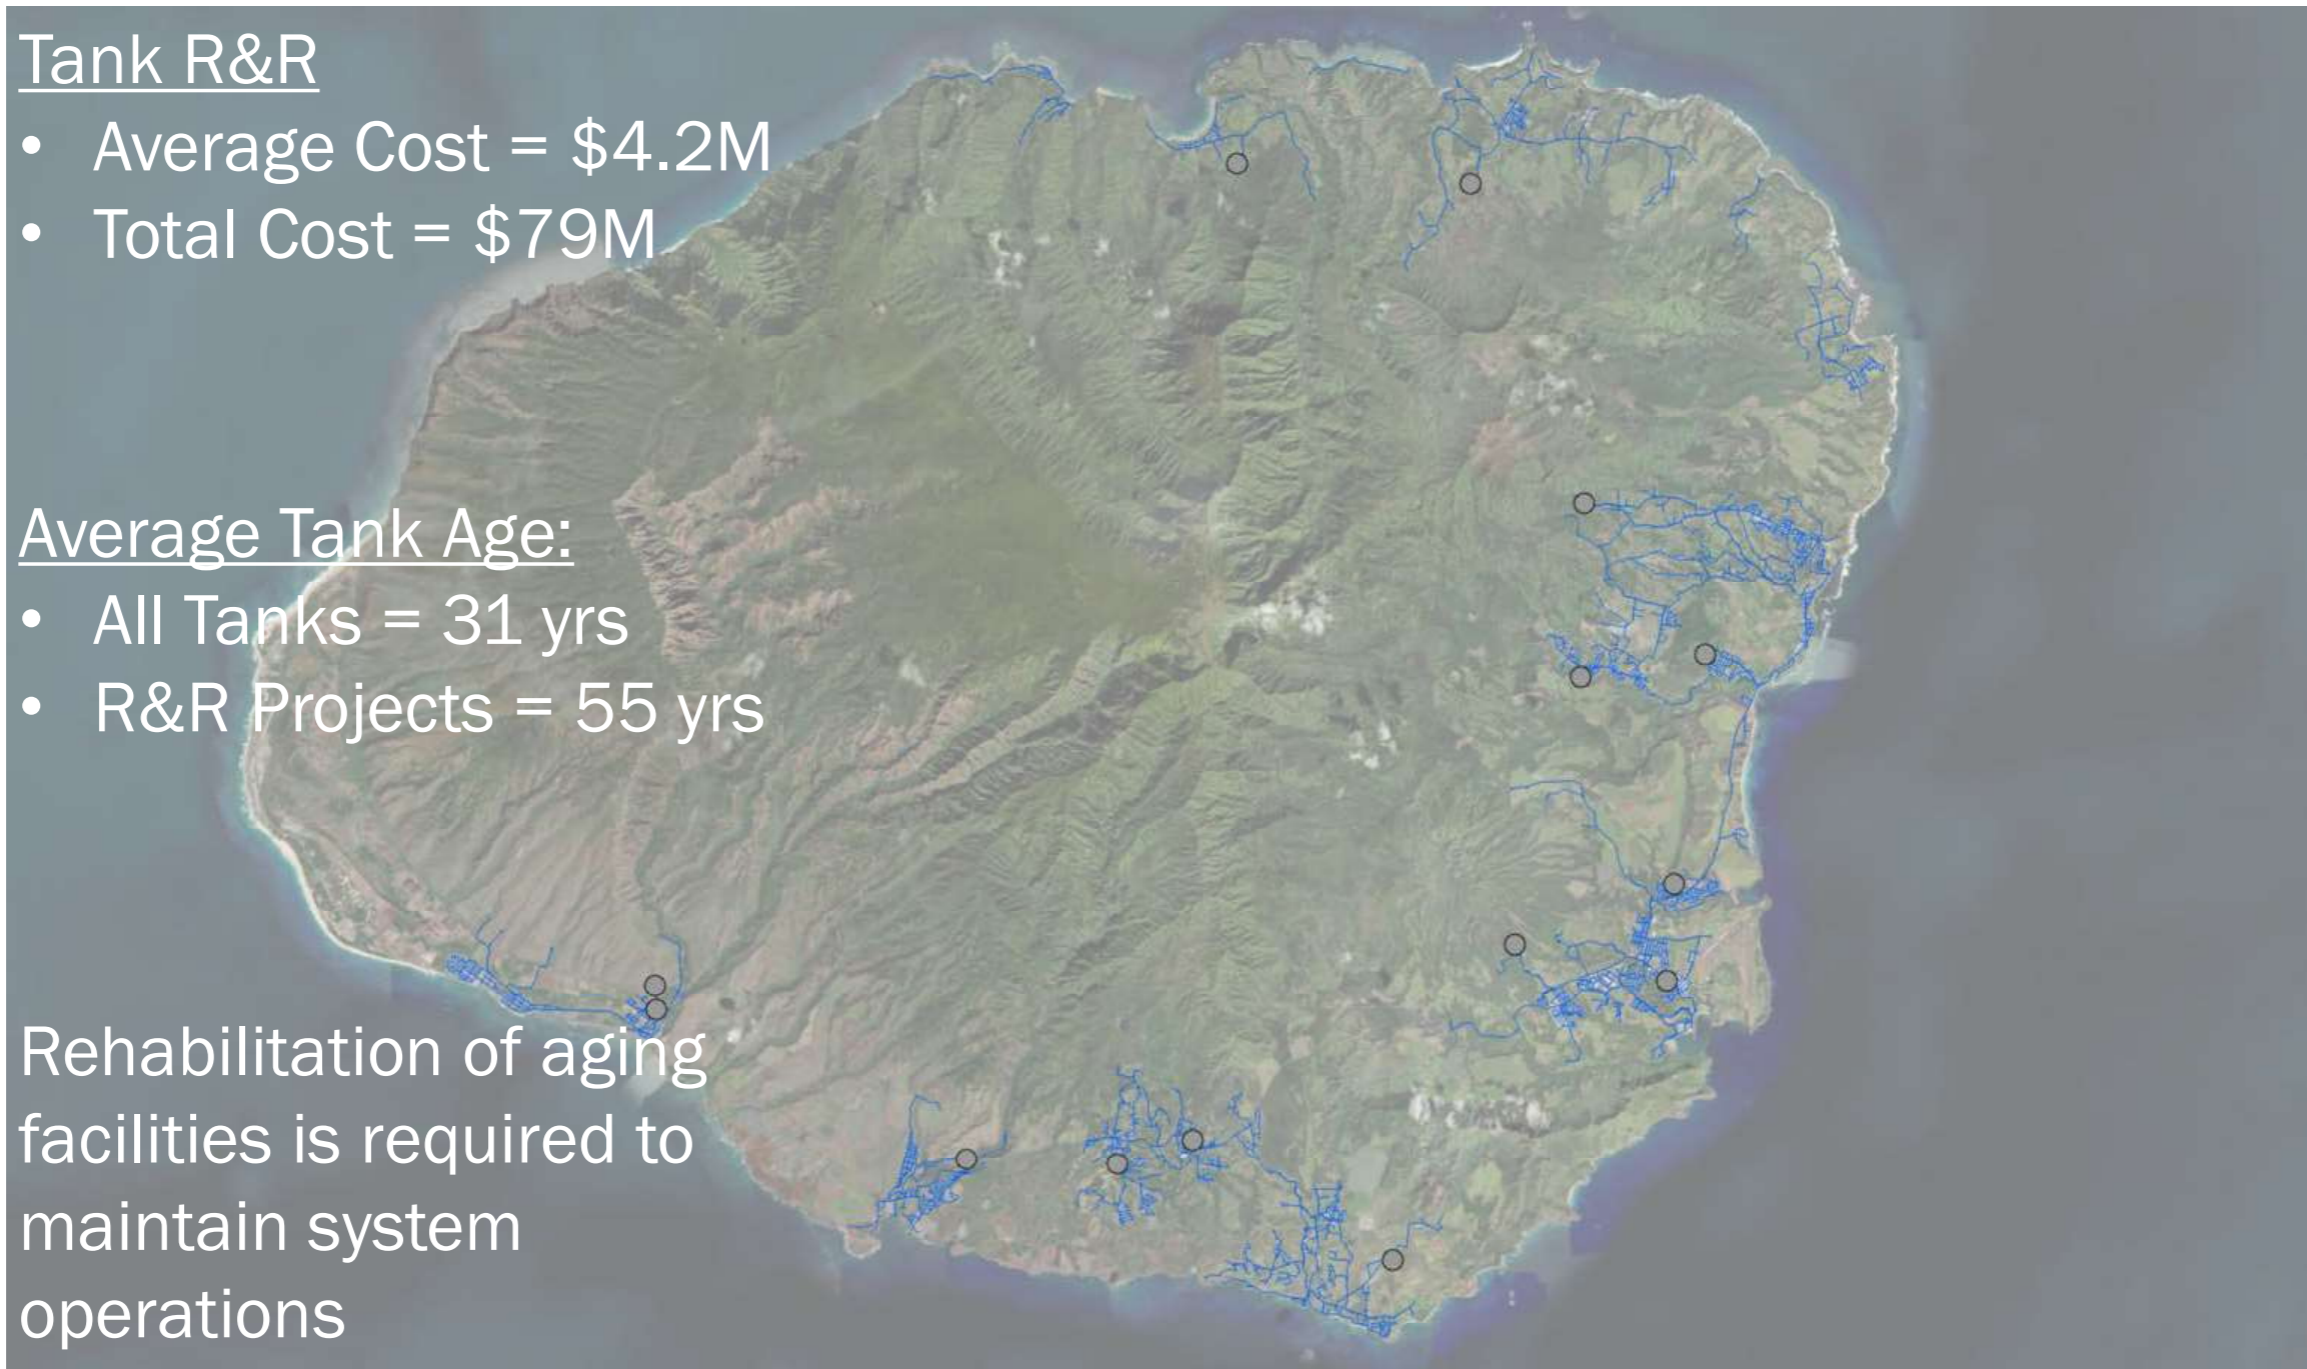 Tank R&R
• Average Cost = $4.2M
• Total Cost = $79M
Average Tank Age:
• All Tanks = 31 yrs
• R&R Projects = 55 yrs
Rehabilitation of aging
facilities is required to
maintain system
operations